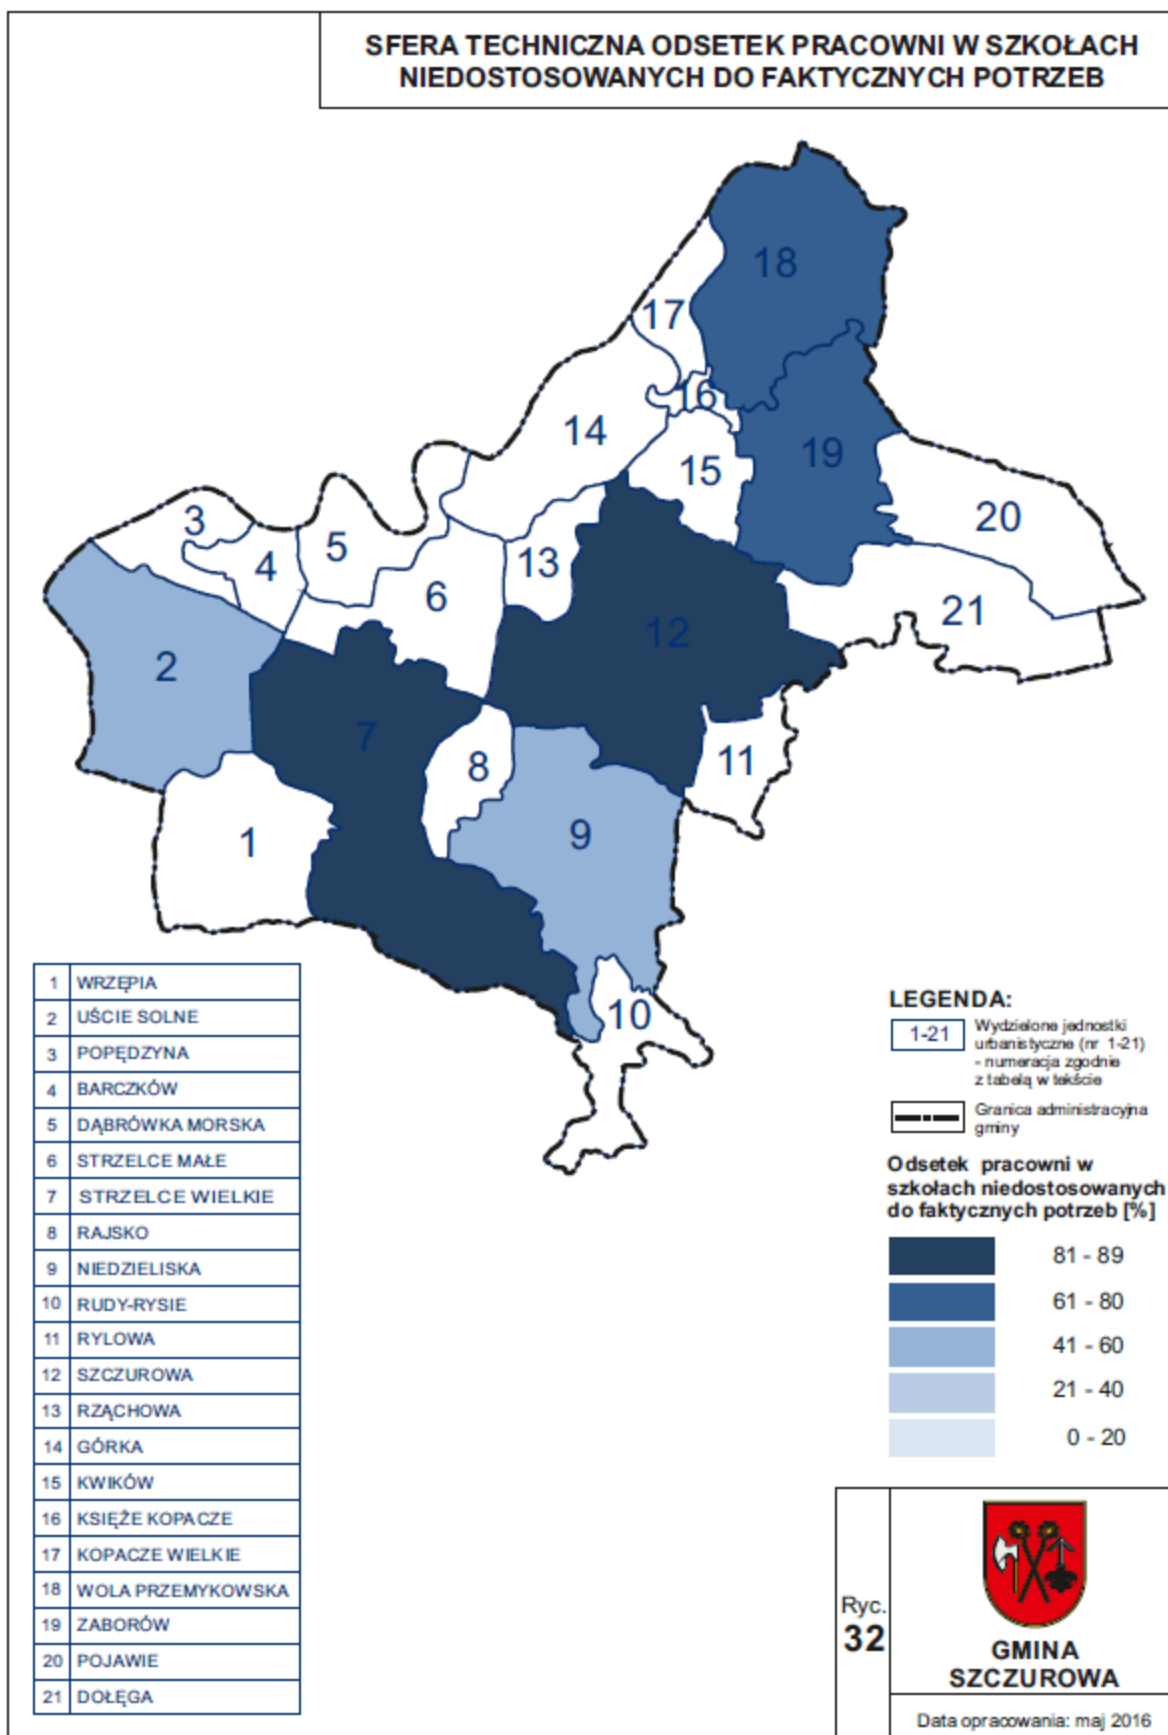 SFERA TECHNICZNA ODSETEK PRACOWNI W SZKOŁACH
NIEDOSTOSOWANYCH DO FAKTYCZNYCH POTRZEB
18
17
16
14
19
15
20
3
5
13
4
6
21
12
2
7
11
8
9
1
10
1 WRZĘPIA
2 UŚCIE SOLNE
3 POPĘDZYNA
4 BARCZKÓW
5 DĄBRÓWKA MORSKA
6 STRZELCE MAŁE
7 STRZELCE WIELKIE
8 RAJSKO
9 NIEDZIELISKA
10 RUDY-RYSIE
11 RYLOWA
12 SZCZUROWA
13 RZĄCHOWA
14 GÓRKA
15 KWIKÓW
16 KSIĘŻE KOPACZE
17 KOPACZE WIELKIE
18 WOLA PRZEMYKOWSKA
19 ZABORÓW
20 POJAWIE
21 DOŁĘGA
LEGENDA:
1-21
Wydzielone jednostki
urbanistyczne (nr 1-21)
- numeracja zgodnie
z tabelą w tekście
Granica administracyjna
gminy
Odsetek pracowni w
szkołach niedostosowanych
do faktycznych potrzeb [%]
81 - 89
61 - 80
41 - 60
21 - 40
0 - 20
Ryc.
32
GMINA
SZCZUROWA
Data opracowania: maj 2016